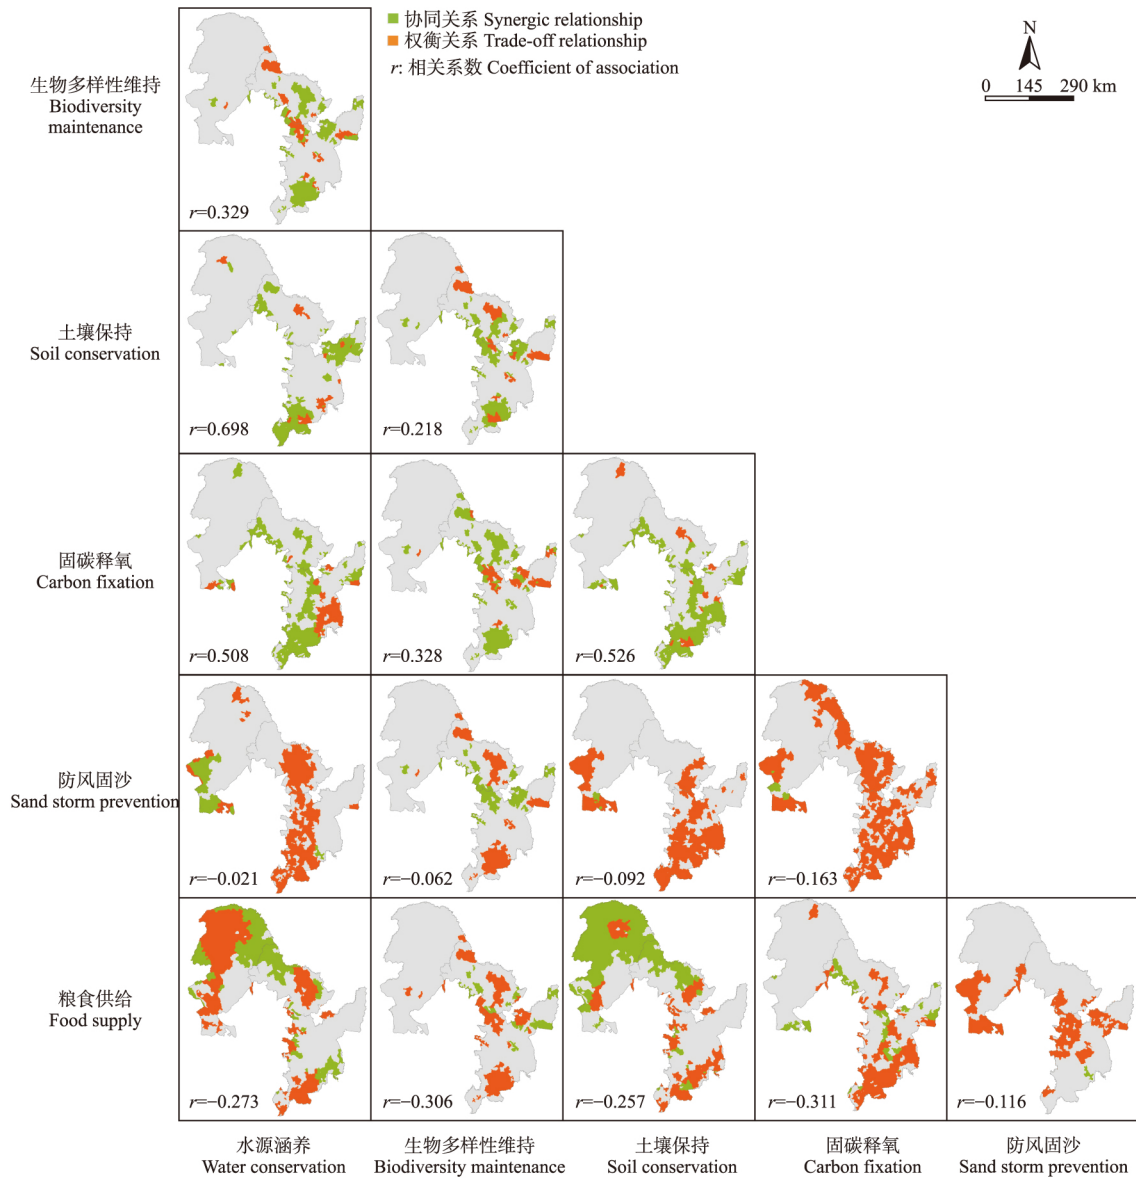 协同关系 Synergic relationship
权衡关系 Trade-off relationship
r: 相关系数 Coefficient of association
N
0 145 290 km
生物多样性维持
Biodiversity
maintenance
r=0.329
土壤保持
Soil conservation
r=0.698
r=0.218
固碳释氧
Carbon fixation
r=0.508
r=0.328
r=0.526
防风固沙
Sand storm prevention
r=−0.021
r=−0.062
r=−0.092
r=−0.163
粮食供给
Food supply
r=−0.273
r=−0.306
r=−0.257
r=−0.311
r=−0.116
水源涵养
Water conservation
生物多样性维持
Biodiversity maintenance
土壤保持
Soil conservation
固碳释氧
Carbon fixation
防风固沙
Sand storm prevention